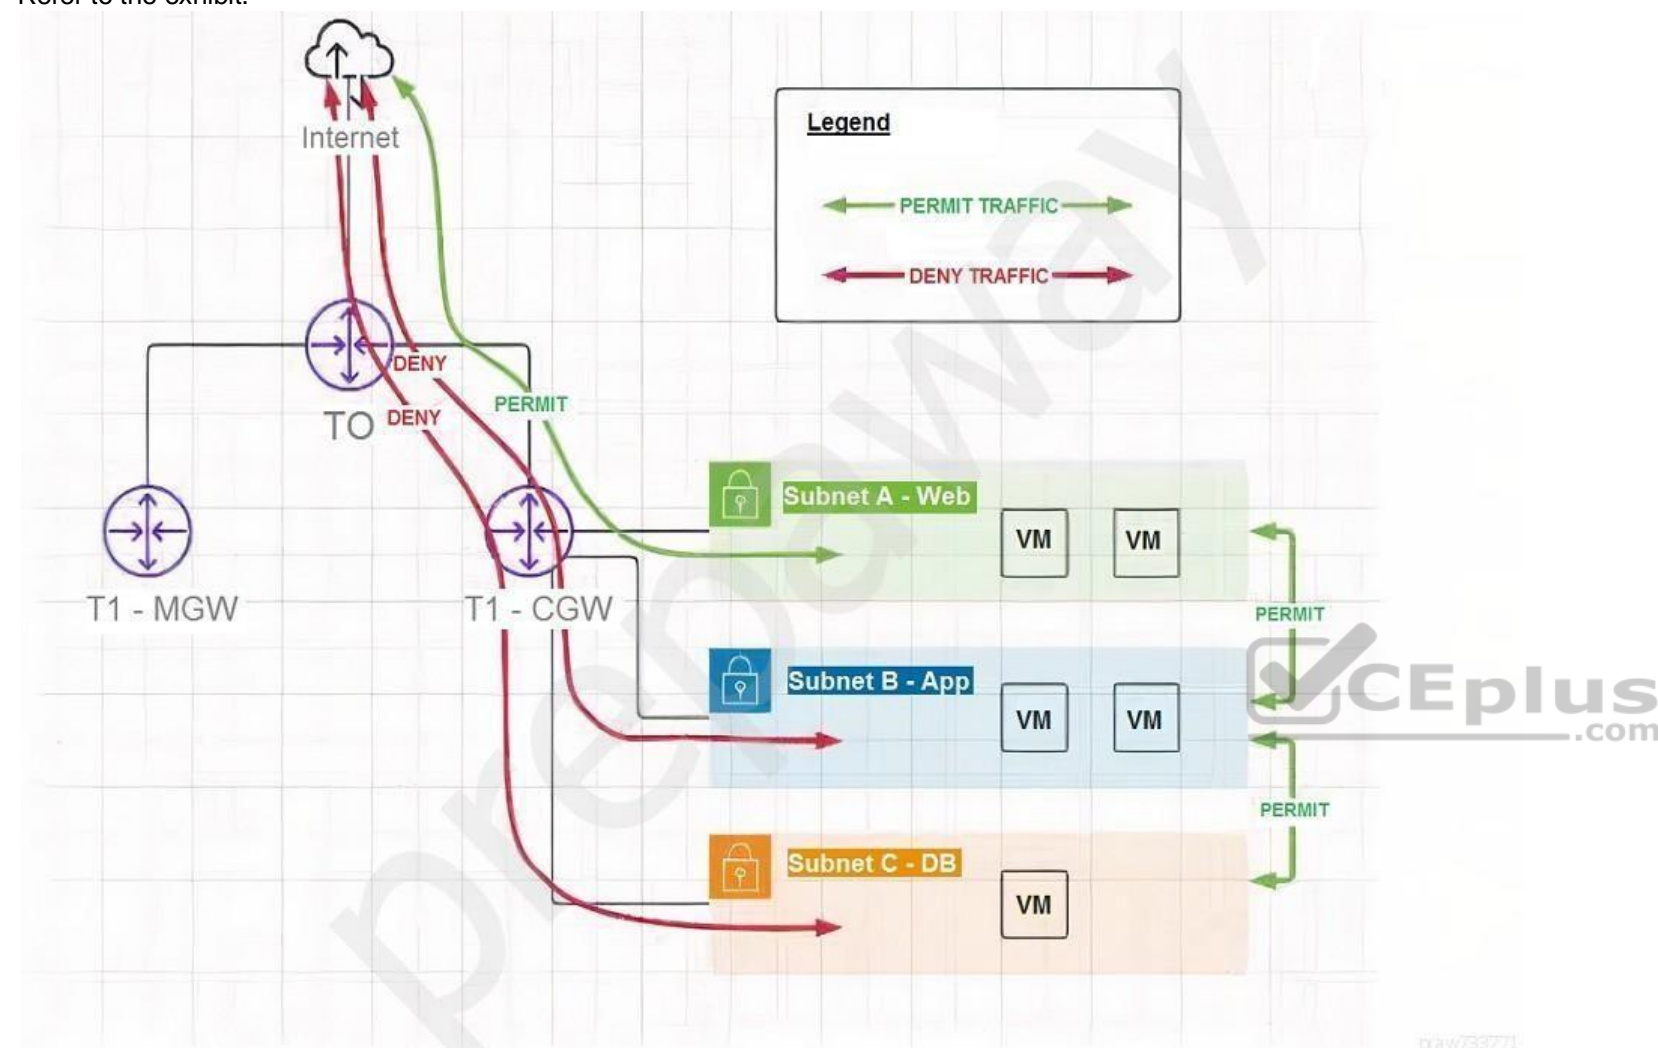 Refer to the exhibit.
Internet
Legend
PERMIT TRAFFIC
DENY TRAFFIC
DENY
PERMIT
TO
DENY
Subnet A - Web
VM
VM
T1 - MGW
T1 - CGW
PERMIT
Subnet B - App
VM
VM
CEplus
.com
PERMIT
Subnet C - DB
VM
prepaway